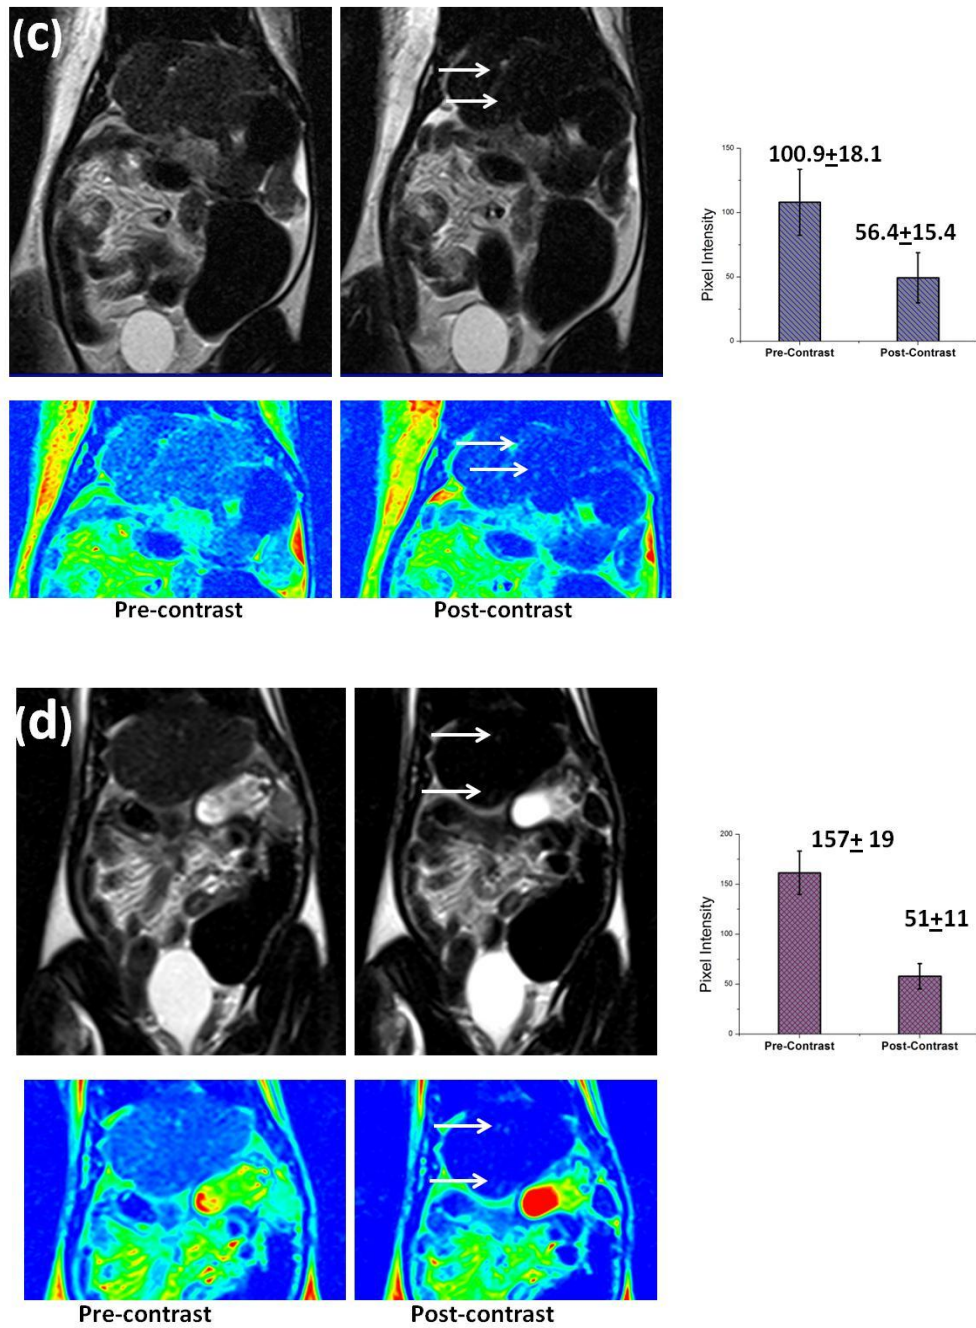 (c)
150
100
50
0
Pixel Intensity
100.9±18.1
56.4±15.4
Pre-Contrast Post-Contrast
Pre-contrast Post-contrast
(d)
200
150
100
50
0
Pixel Intensity
157± 19
51±11
Pre-Contrast Post-Contrast
Pre-contrast Post-contrast